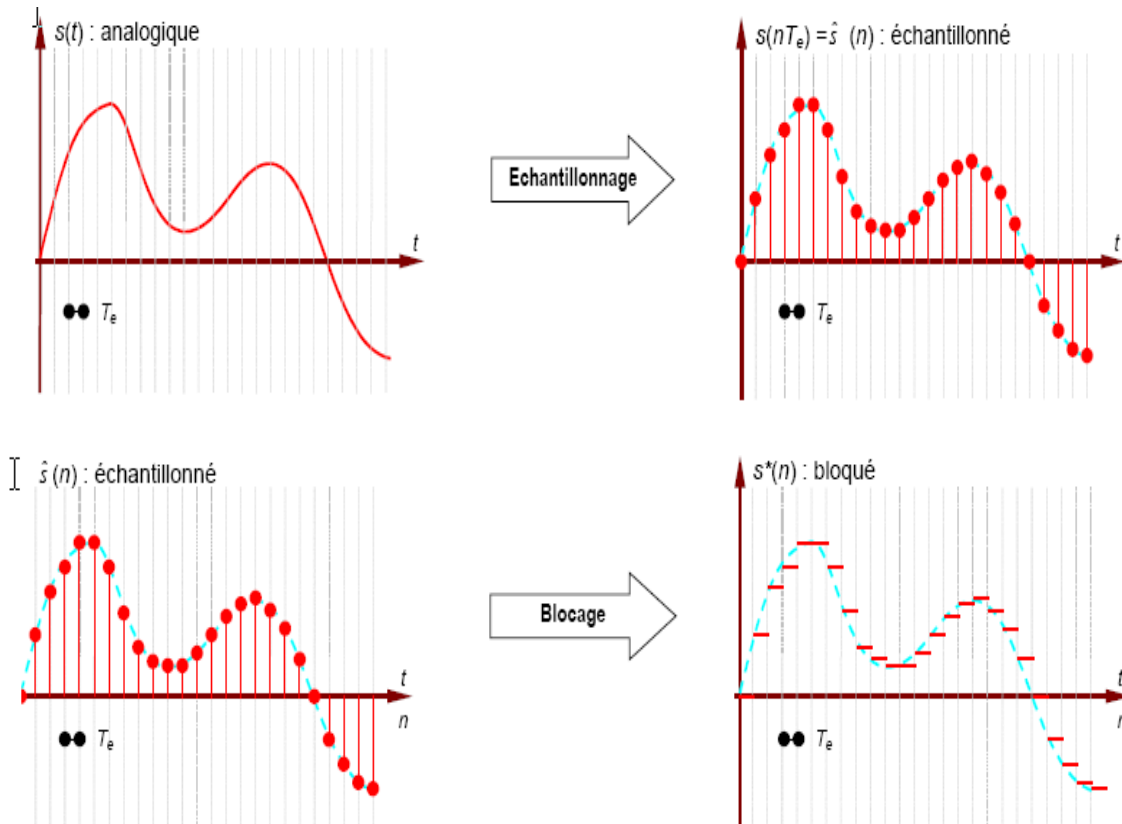 s(t) : analogique
t
Te
Echantillonnage
s(nTe) =ŝ (n) : échantillonné
t
Te
ŝ (n) : échantillonné
t
n
Te
Blocage
s*(n) : bloqué
t
Te